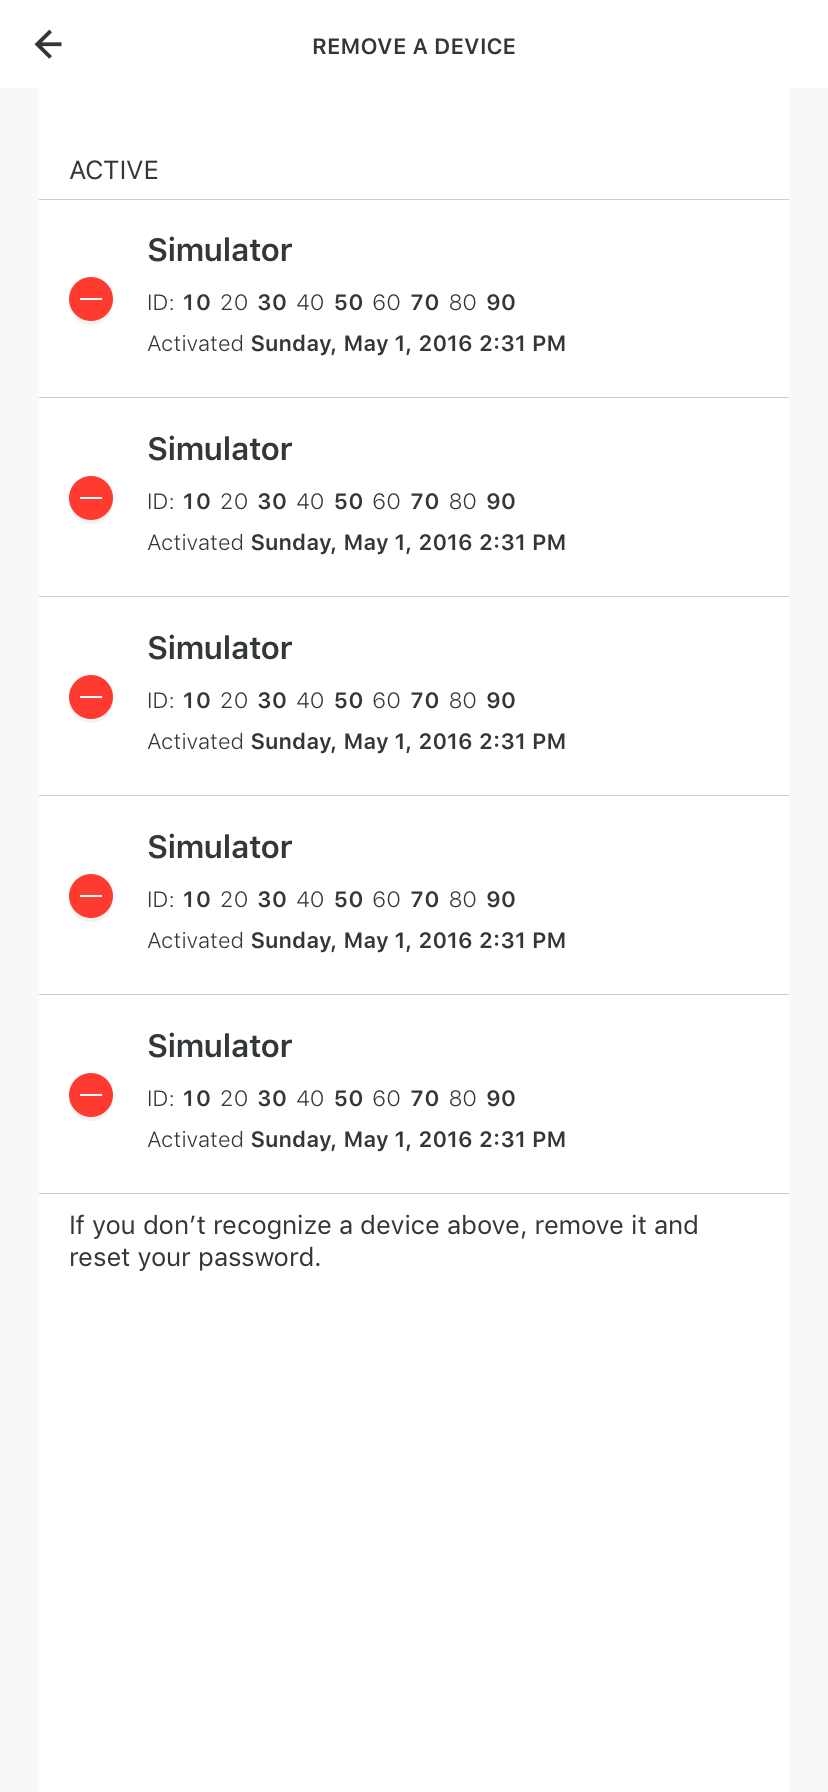 REMOVE A DEVICE
ACTIVE
Simulator
ID: 10 20 30 40 50 60 70 80 90
Activated Sunday, May 1, 2016 2:31 PM
Simulator
ID: 10 20 30 40 50 60 70 80 90
Activated Sunday, May 1, 2016 2:31 PM
Simulator
ID: 10 20 30 40 50 60 70 80 90
Activated Sunday, May 1, 2016 2:31 PM
Simulator
ID: 10 20 30 40 50 60 70 80 90
Activated Sunday, May 1, 2016 2:31 PM
Simulator
ID: 10 20 30 40 50 60 70 80 90
Activated Sunday, May 1, 2016 2:31 PM
If you don’t recognize a device above, remove it and
reset your password.